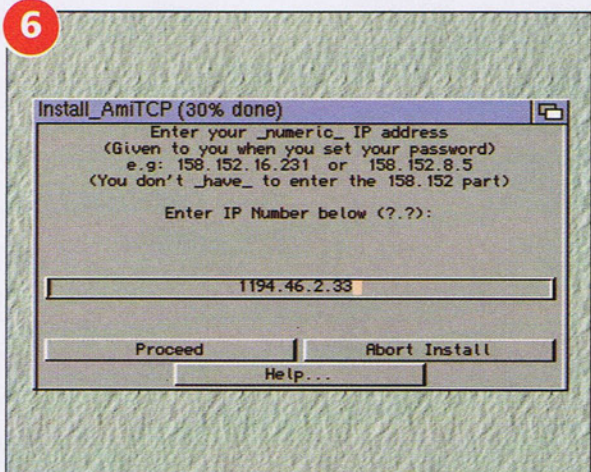 6
Install_AmiTCP (30% done)
Enter your _numeric_ IP address
(Given to you when you set your password)
e.g: 158.152.16.231 or 158.152.8.5
(You don't _have_ to enter the 158.152 part)
Enter IP Number below (?.?):
1194.46.2.33
Proceed
Abort Install
Help...